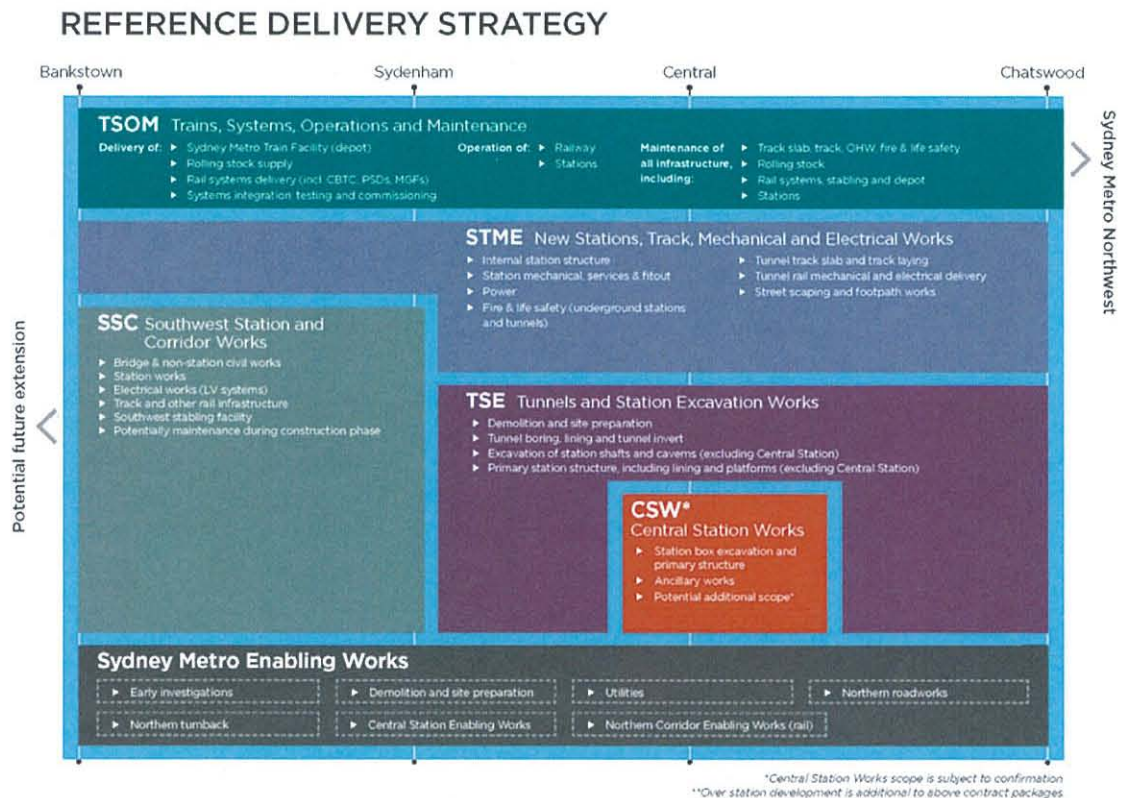 REFERENCE DELIVERY STRATEGY
Bankstown
Sydenham
Central
Chatswood
TSOM Trains, Systems, Operations and Maintenance
Delivery of:
▶ Sydney Metro Train Facility (depot)
▶ Rolling stock supply
▶ Rail systems delivery (incl CBTC, PSDs, MGFs)
▶ Systems integration testing and commissioning
Operation of:
▶ Railway
▶ Stations
Maintenance of
all infrastructure,
including:
▶ Track slab, track, OHW, fire & life safety
▶ Rolling stock
▶ Rail systems, stabling and depot
▶ Stations
Sydney Metro Northwest
STME New Stations, Track, Mechanical and Electrical Works
▶ Internal station structure
▶ Station mechanical, services & fitout
▶ Power
▶ Fire & life safety (underground stations
and tunnels)
▶ Tunnel track slab and track laying
▶ Tunnel rail mechanical and electrical delivery
▶ Street scaping and footpath works
SSC Southwest Station and
Corridor Works
▶ Bridge & non-station civil works
▶ Station works
▶ Electrical works (LV systems)
▶ Track and other rail infrastructure
▶ Southwest stabling facility
▶ Potentially maintenance during construction phase
Potential future extension
TSE Tunnels and Station Excavation Works
▶ Demolition and site preparation
▶ Tunnel boring, lining and tunnel invert
▶ Excavation of station shafts and caverns (excluding Central Station)
▶ Primary station structure, including lining and platforms (excluding Central Station)
CSW*
Central Station Works
▶ Station box excavation and
primary structure
▶ Ancillary works
▶ Potential additional scope*
Sydney Metro Enabling Works
▶ Early investigations
▶ Demolition and site preparation
▶ Utilities
▶ Northern roadworks
▶ Northern turnback
▶ Central Station Enabling Works
▶ Northern Corridor Enabling Works (rail)
*Central Station Works scope is subject to confirmation
**Over station development is additional to above contract packages